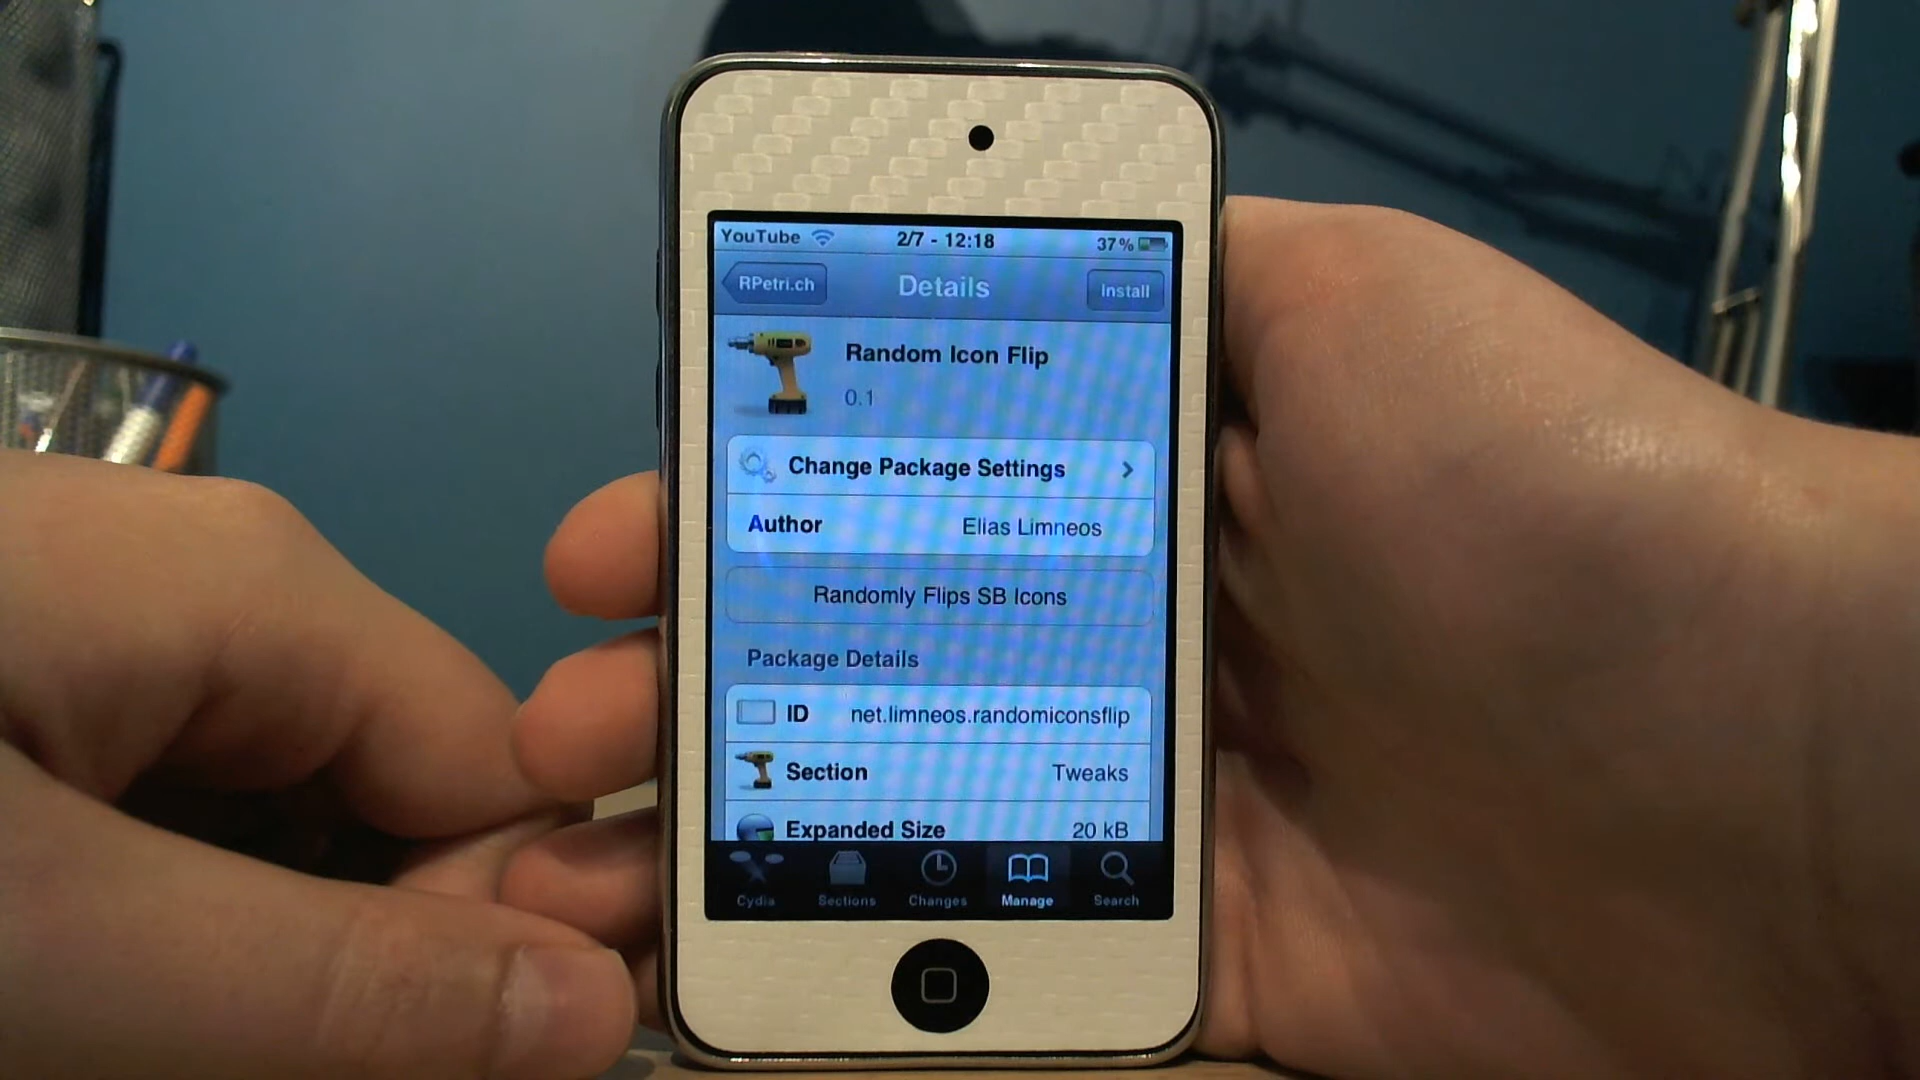 YouTube 2/7 - 12:18 37%
RPetri.ch Details Install
Random Icon Flip
0.1
Change Package Settings
Author Elias Limneos
Randomly Flips SB Icons
Package Details
ID net.limneos.randomiconsflip
Section Tweaks
Expanded Size 20 kB
Cydia Sections Changes Manage Search